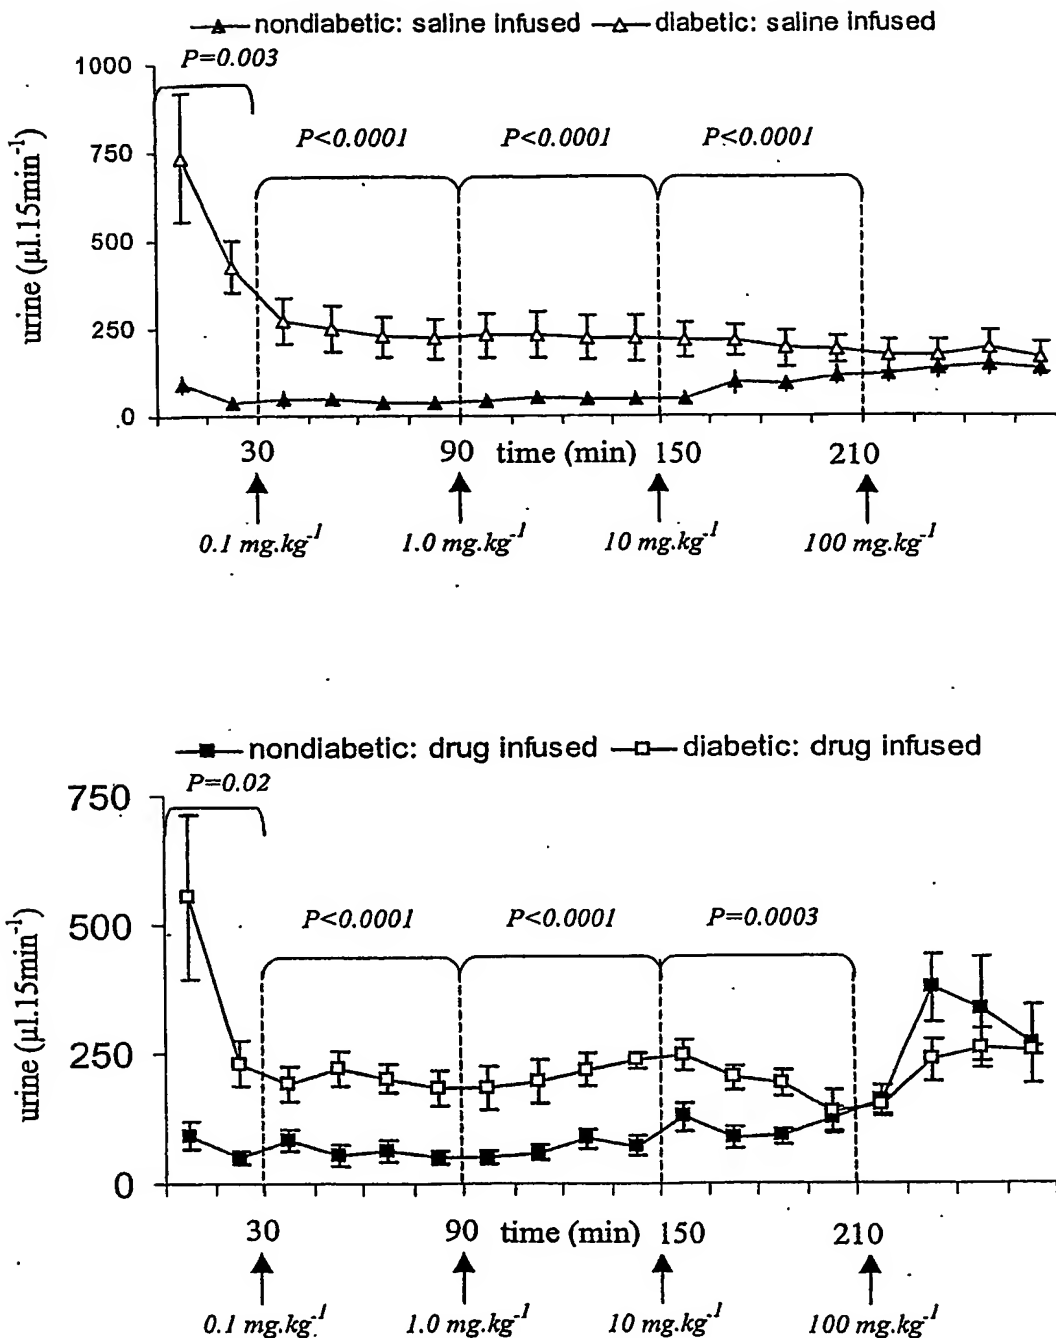 nondiabetic: saline infused diabetic: saline infused
P=0.003
1000
P<0.0001 P<0.0001 P<0.0001
750
500
250
0
urine (µl.15min⁻¹)
30 90 time (min) 150 210
0.1 mg.kg⁻¹ 1.0 mg.kg⁻¹ 10 mg.kg⁻¹ 100 mg.kg⁻¹
nondiabetic: drug infused diabetic: drug infused
P=0.02
750
P<0.0001 P<0.0001 P=0.0003
500
250
0
urine (µl.15min⁻¹)
30 90 time (min) 150 210
0.1 mg.kg⁻¹ 1.0 mg.kg⁻¹ 10 mg.kg⁻¹ 100 mg.kg⁻¹